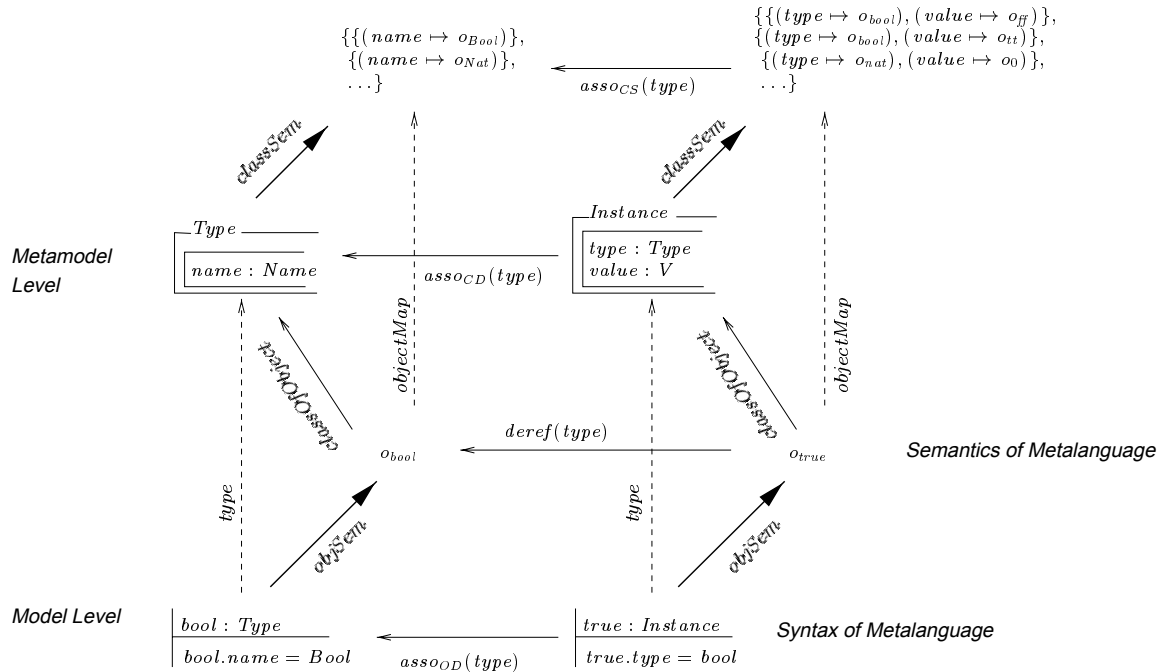 {{(name ↦ o_Bool)},
{(name ↦ o_Nat)},
...}
{{(type ↦ o_bool), (value ↦ o_ff)},
{(type ↦ o_bool), (value ↦ o_tt)},
{(type ↦ o_nat), (value ↦ o_0)},
...}
asso_CS(type)
classSem
classSem
objectMap
objectMap
Metamodel
Level
Type
name : Name
asso_CD(type)
Instance
type : Type
value : V
classOfObject
classOfObject
type
type
o_bool
deref(type)
o_true
Semantics of Metalanguage
objSem
objSem
Model Level
bool : Type
bool.name = Bool
asso_OD(type)
true : Instance
true.type = bool
Syntax of Metalanguage